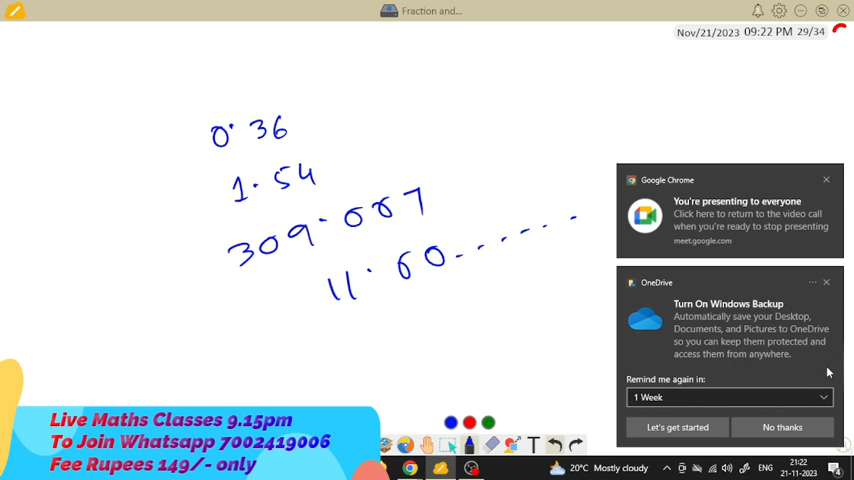 Fraction and...
Nov/21/2023 09:22 PM 29/34
0.36
1.54
309.007
11.60.......
Google Chrome
You're presenting to everyone
Click here to return to the video call
when you're ready to stop presenting
meet.google.com
OneDrive
Turn On Windows Backup
Automatically save your Desktop,
Documents, and Pictures to OneDrive
so you can keep them protected and
access them from anywhere.
Remind me again in:
1 Week
Let's get started
No thanks
Live Maths Classes 9.15pm
To Join Whatsapp 7002419006
Fee Rupees 149/- only
T
20°C Mostly cloudy
ENG
21:22
21-11-2023
4